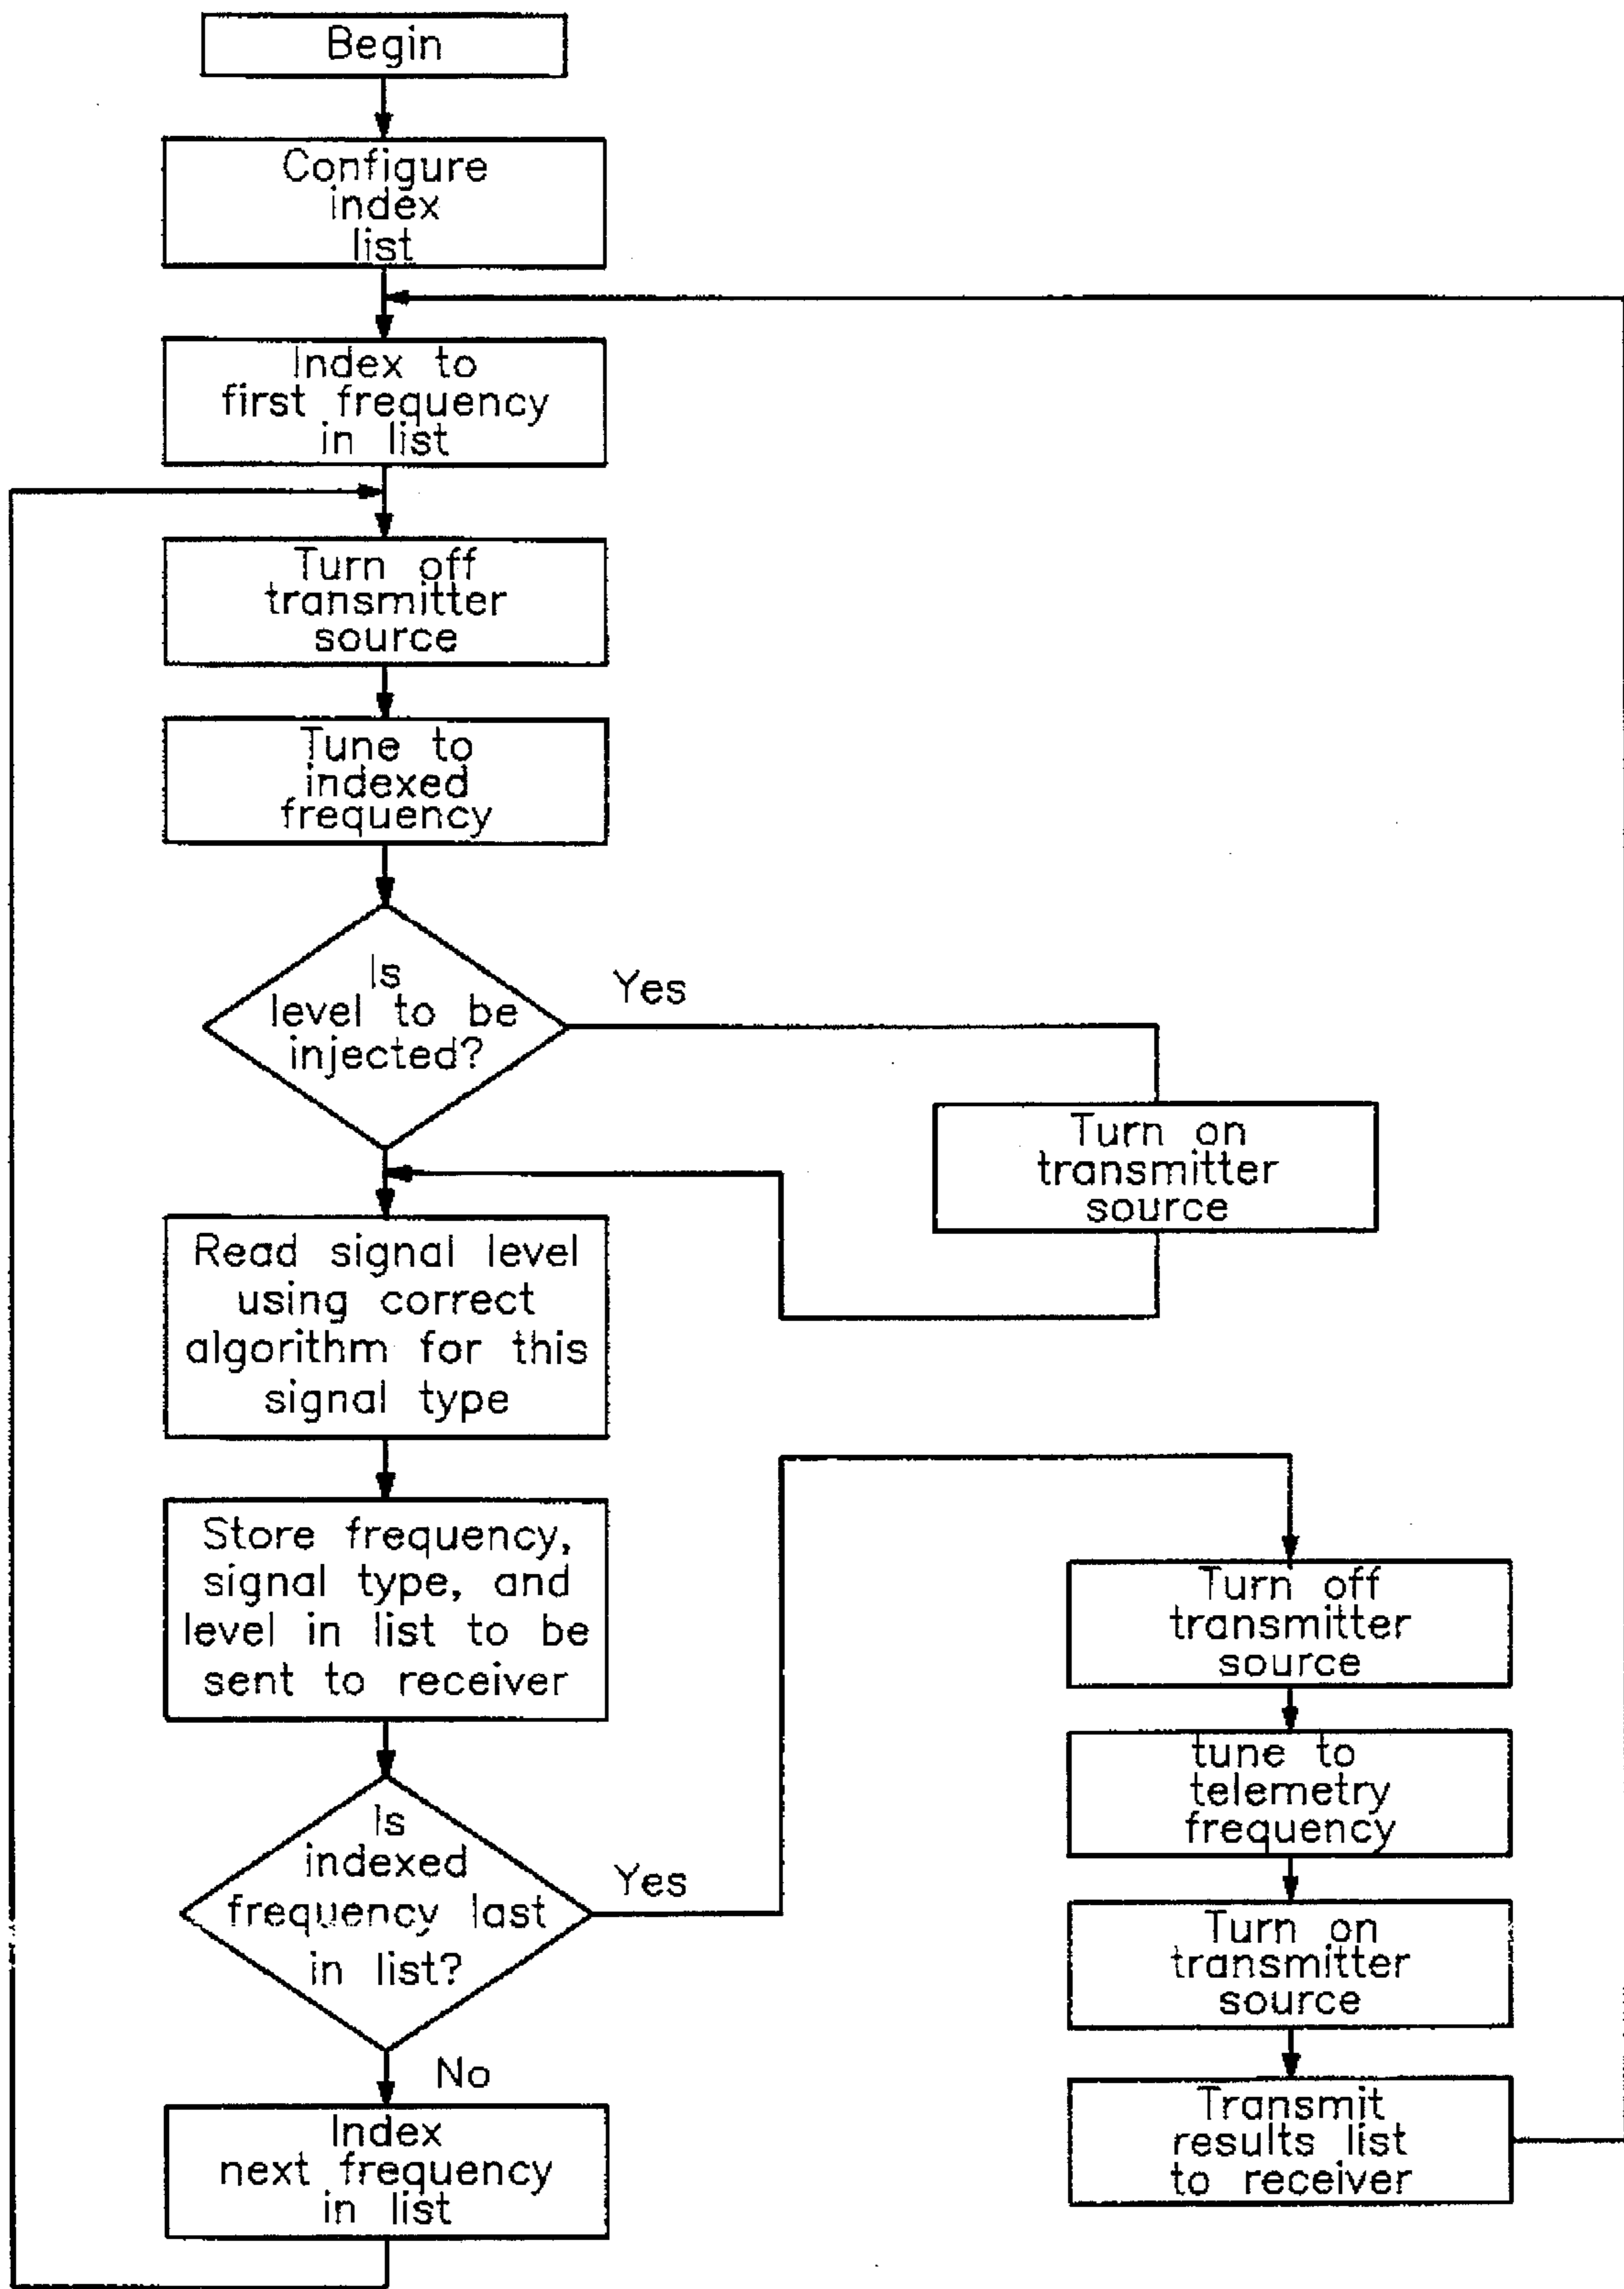 Begin
Configure
index
list
Index to
first frequency
in list
Turn off
transmitter
source
Tune to
indexed
frequency
Is
level to be
injected?
Yes
Turn on
transmitter
source
Read signal level
using correct
algorithm for this
signal type
Store frequency,
signal type, and
level in list to be
sent to receiver
Is
indexed
frequency last
in list?
Yes
No
Index
next frequency
in list
Turn off
transmitter
source
tune to
telemetry
frequency
Turn on
transmitter
source
Transmit
results list
to receiver